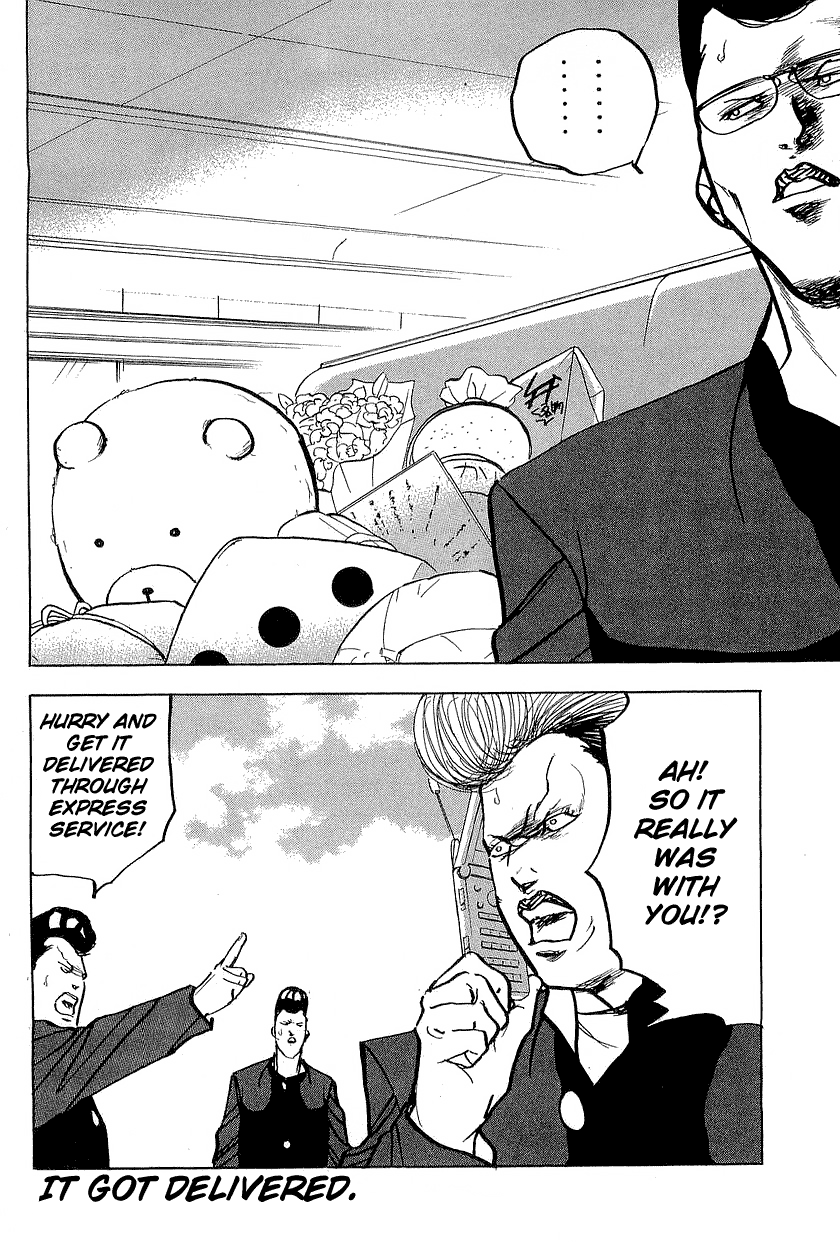 AH!
SO IT
REALLY
WAS
WITH
YOU!?
HURRY AND
GET IT
DELIVERED
THROUGH
EXPRESS
SERVICE!
IT GOT DELIVERED.